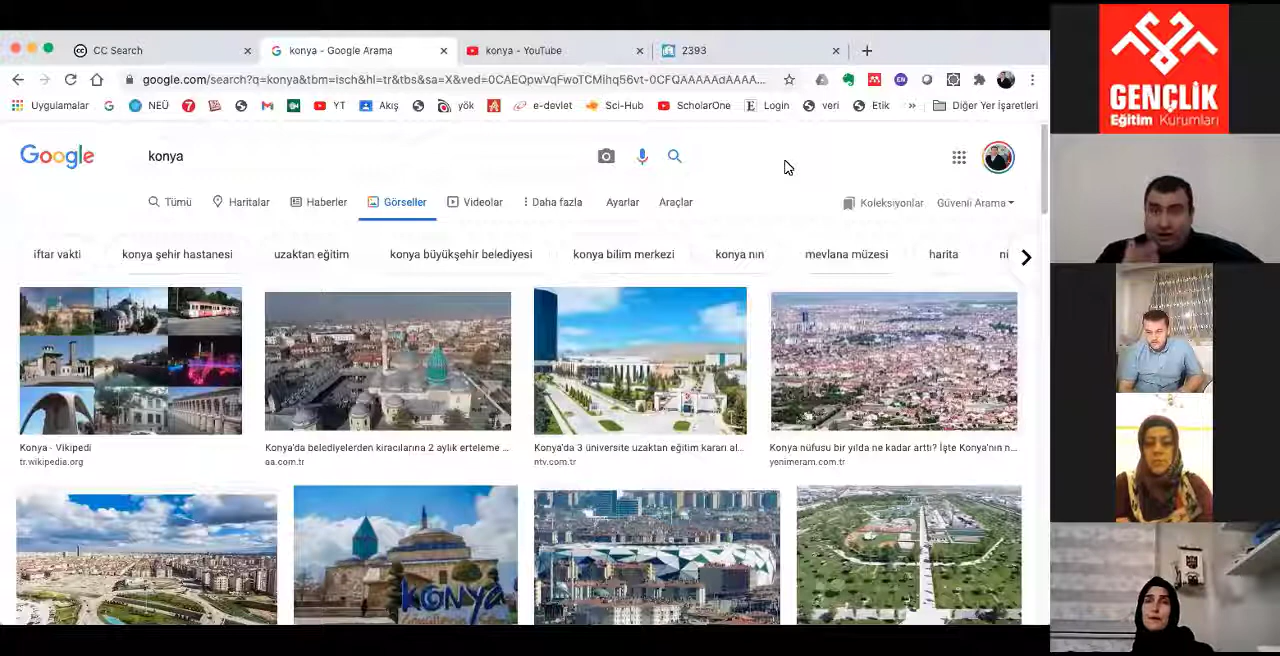 CC Search
konya - Google Arama
konya - YouTube
2393
google.com/search?q=konya&tbm=isch&hl=tr&tbs&sa=X&ved=0CAEQpwVqFwoTCMihq56vt-0CFQAAAAAdAAAA...
Uygulamalar NEÜ YT Akış yök e-devlet Sci-Hub ScholarOne Login veri Etik » Diğer Yer İşaretleri
Google
konya
Tümü Haritalar Haberler Görseller Videolar Daha fazla Ayarlar Araçlar
Koleksiyonlar Güvenli Arama
iftar vakti konya şehir hastanesi uzaktan eğitim konya büyükşehir belediyesi konya bilim merkezi konya nın mevlana müzesi harita
Konya - Vikipedi
tr.wikipedia.org
Konya'da belediyelerden kiracılarına 2 aylık erteleme ...
aa.com.tr
Konya'da 3 üniversite uzaktan eğitim kararı al...
ntv.com.tr
Konya nüfusu bir yılda ne kadar arttı? İşte Konya'nın n...
yenimeram.com.tr
KONYA
GENÇLİK
Eğitim Kurumları